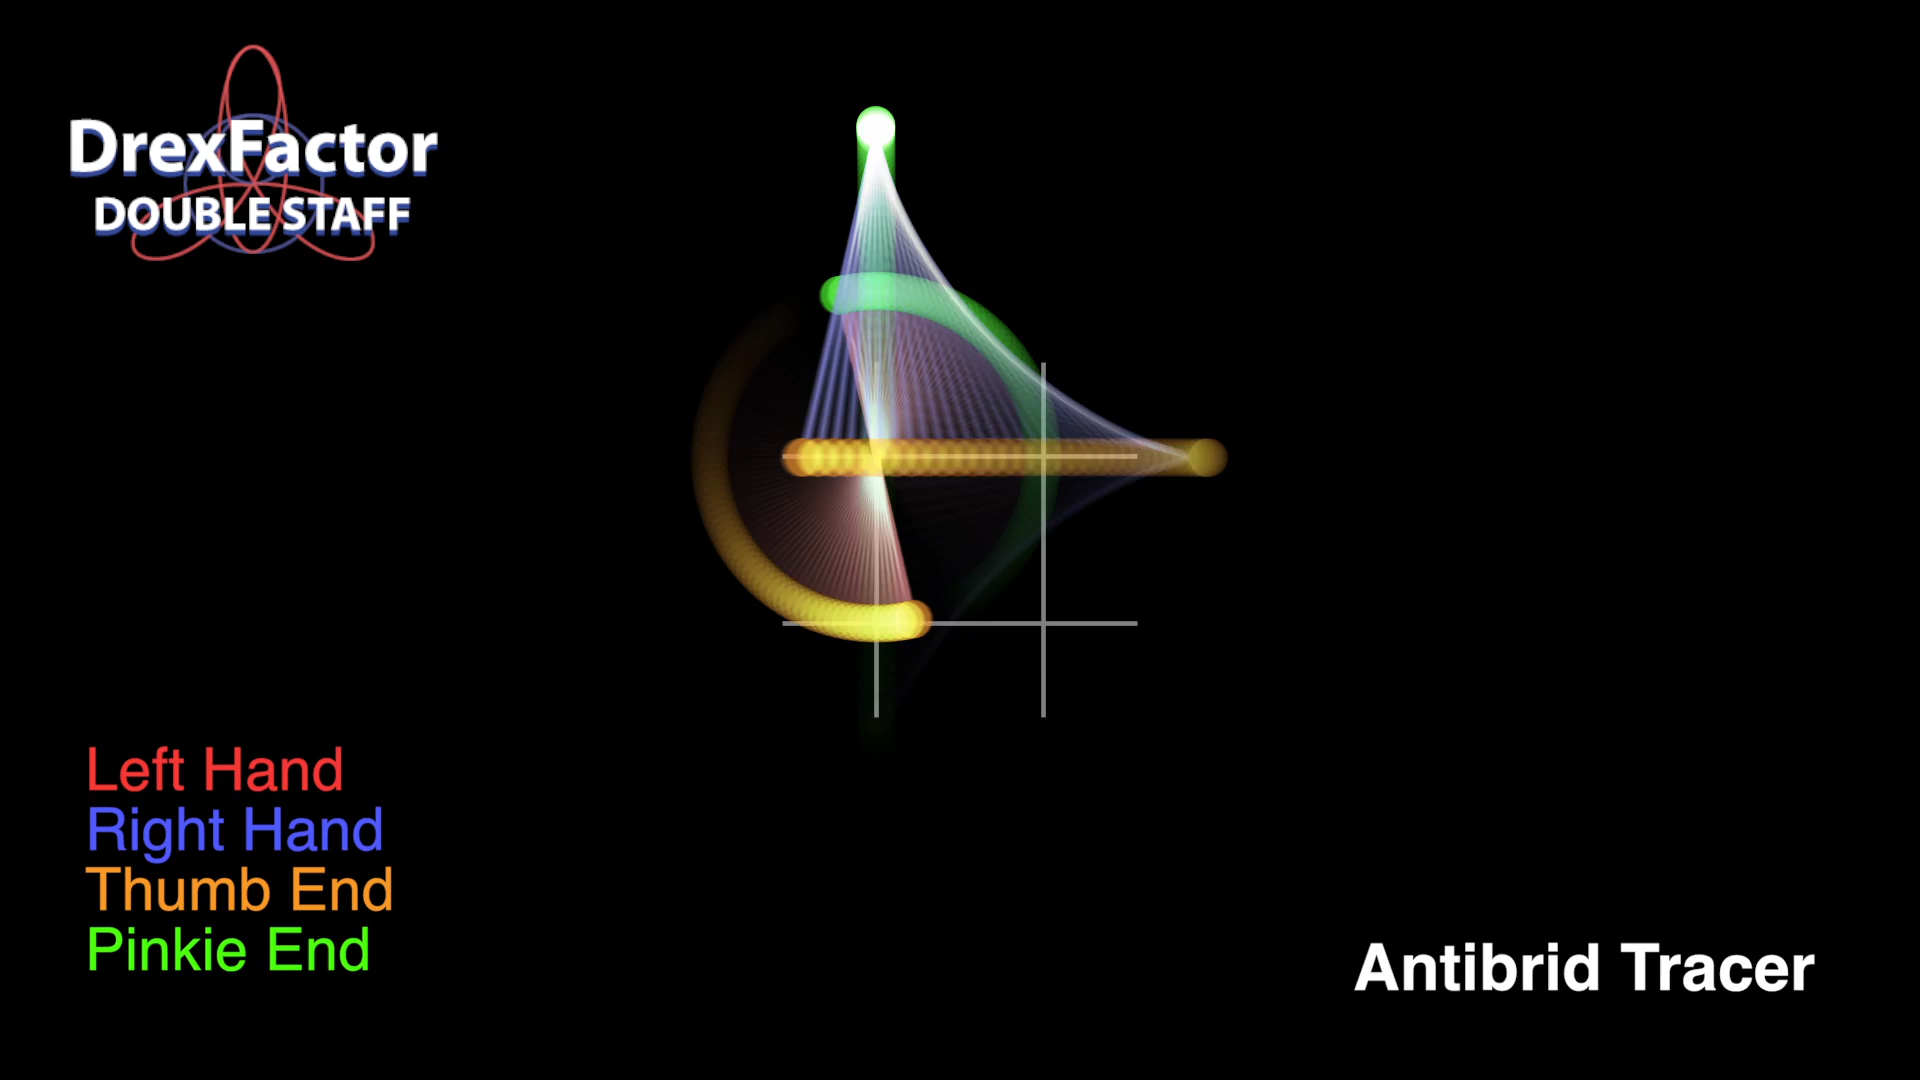 DrexFactor
DOUBLE STAFF
Left Hand
Right Hand
Thumb End
Pinkie End
Antibrid Tracer